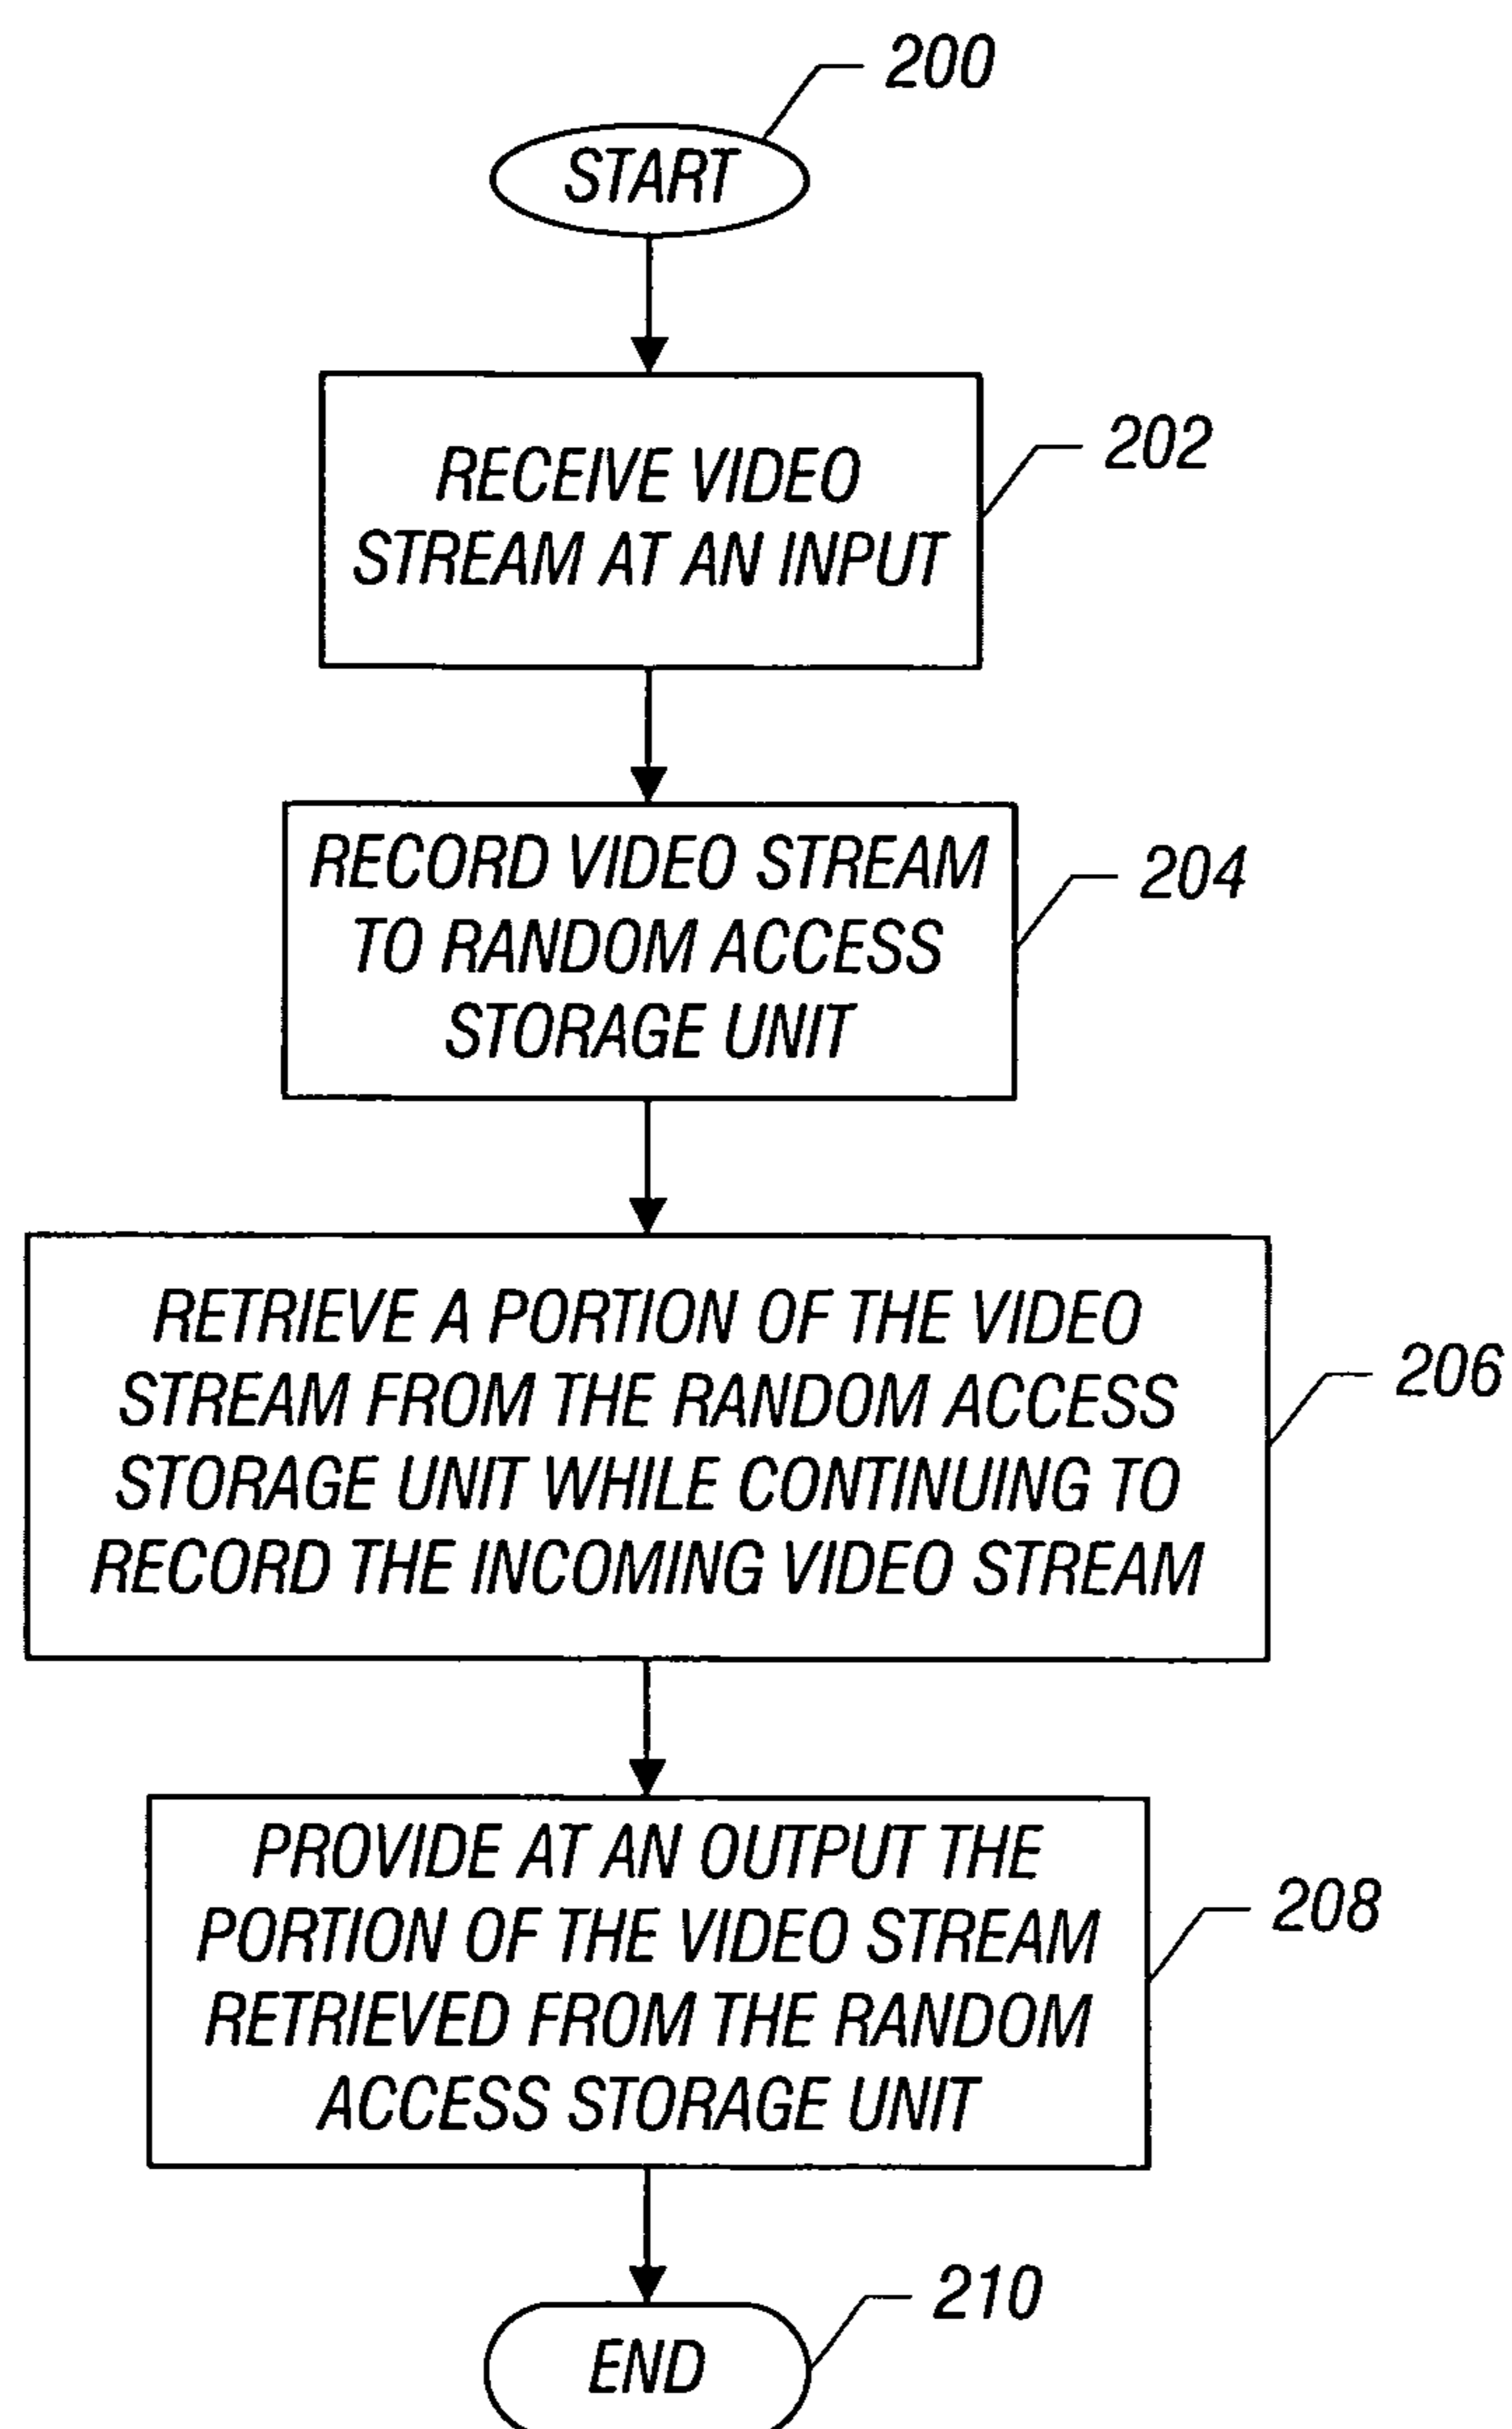 200
START
202
RECEIVE VIDEO
STREAM AT AN INPUT
204
RECORD VIDEO STREAM
TO RANDOM ACCESS
STORAGE UNIT
206
RETRIEVE A PORTION OF THE VIDEO
STREAM FROM THE RANDOM ACCESS
STORAGE UNIT WHILE CONTINUING TO
RECORD THE INCOMING VIDEO STREAM
208
PROVIDE AT AN OUTPUT THE
PORTION OF THE VIDEO STREAM
RETRIEVED FROM THE RANDOM
ACCESS STORAGE UNIT
210
END